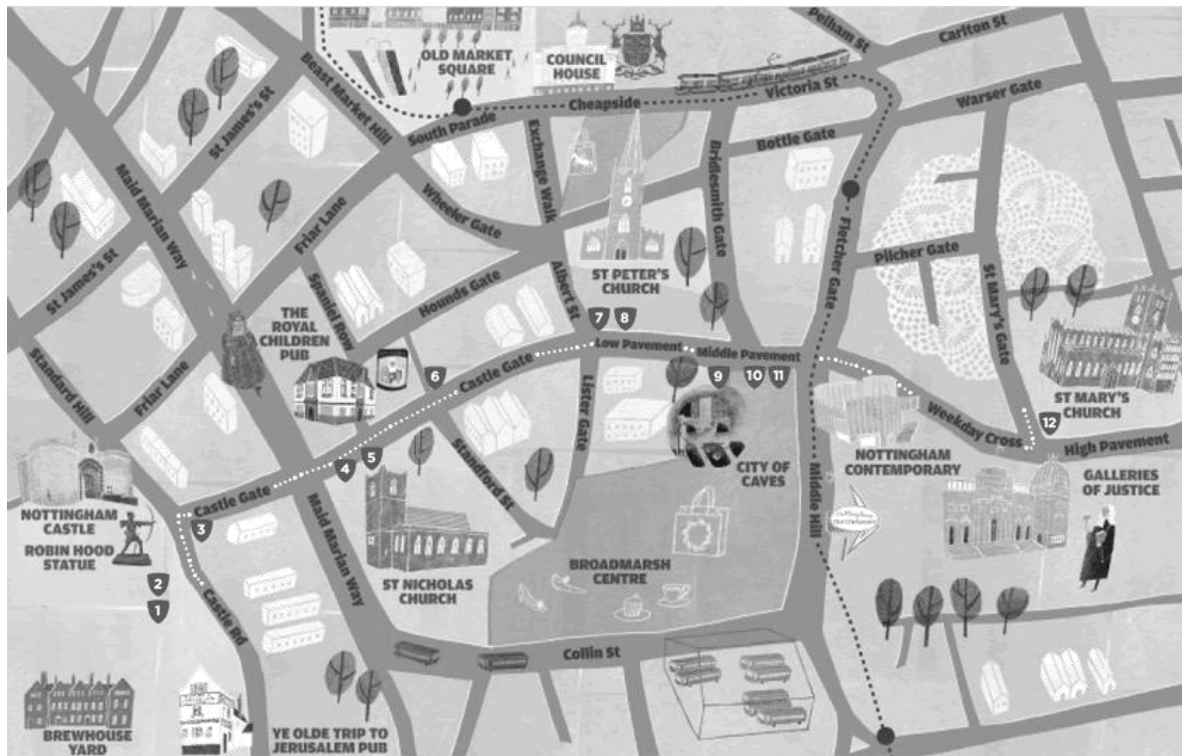 Pelham St
Carlton St
OLD MARKET
SQUARE
COUNCIL
HOUSE
Beast Market Hill
St James's St
South Parade
Cheapside
Victoria St
Warser Gate
Bottle Gate
Exchange Walk
Bridlesmith Gate
Maid Marian Way
Friar Lane
Wheeler Gate
Fletcher Gate
Pilcher Gate
St Mary's Gate
St James's St
Spaniel Row
Hounds Gate
Albert St
ST PETER'S
CHURCH
THE
ROYAL
CHILDREN
PUB
7
8
Standard Hill
Friar Lane
6
Castle Gate
Low Pavement
Middle Pavement
9
10
11
Lister Gate
ST MARY'S
CHURCH
12
Weekday Cross
High Pavement
4
5
Standford St
CITY OF
CAVES
NOTTINGHAM
CONTEMPORARY
GALLERIES
OF JUSTICE
Castle Gate
NOTTINGHAM
CASTLE
3
ROBIN HOOD
STATUE
2
1
Castle Rd
Maid Marian Way
ST NICHOLAS
CHURCH
BROADMARSH
CENTRE
Middle Hill
Collin St
BREWHOUSE
YARD
YE OLDE TRIP TO
JERUSALEM PUB